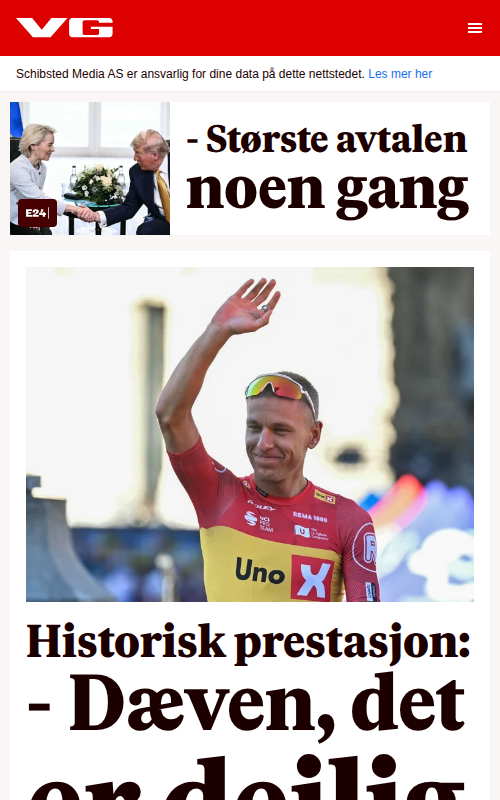 VG
Schibsted Media AS er ansvarlig for dine data på dette nettstedet. Les mer her
- Største avtalen
noen gang
E24
REMA 1000
Uno X
Historisk prestasjon:
- Dæven, det
er deilig